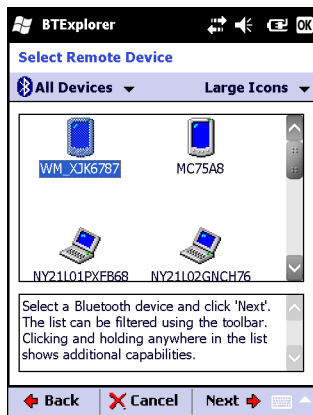 BTExplorer OK
Select Remote Device
All Devices Large Icons
WM_XJK6787 MC75A8
NY21L01PXFB68 NY21L02GNCH76
Select a Bluetooth device and click 'Next'.
The list can be filtered using the toolbar.
Clicking and holding anywhere in the list
shows additional capabilities.
Back Cancel Next